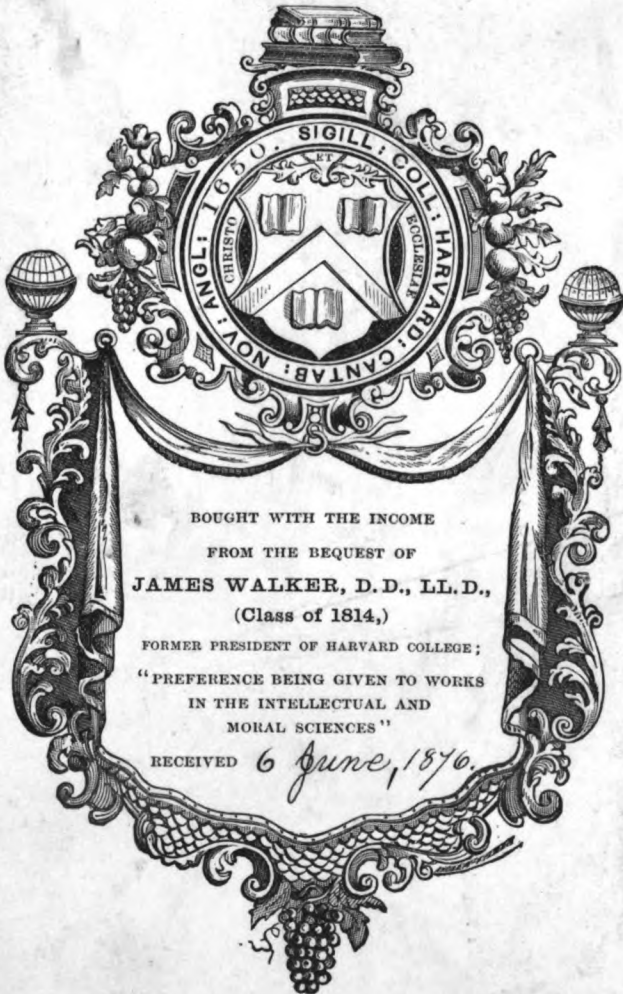 SIGILL: COLL: HARVARD: CANTAB: NOV: ANGL: 1650.
CHRISTO
ET
ECCLESIAE
BOUGHT WITH THE INCOME
FROM THE BEQUEST OF
JAMES WALKER, D.D., LL.D.,
(Class of 1814,)
FORMER PRESIDENT OF HARVARD COLLEGE;
"PREFERENCE BEING GIVEN TO WORKS
IN THE INTELLECTUAL AND
MORAL SCIENCES"
RECEIVED 6 June, 1876.